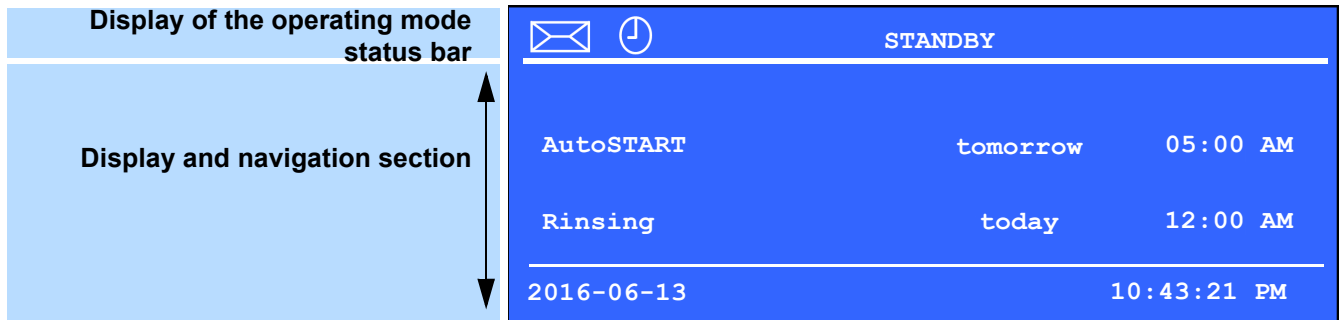 Display of the operating mode
status bar
STANDBY
Display and navigation section
AutoSTART tomorrow 05:00 AM
Rinsing today 12:00 AM
2016-06-13 10:43:21 PM